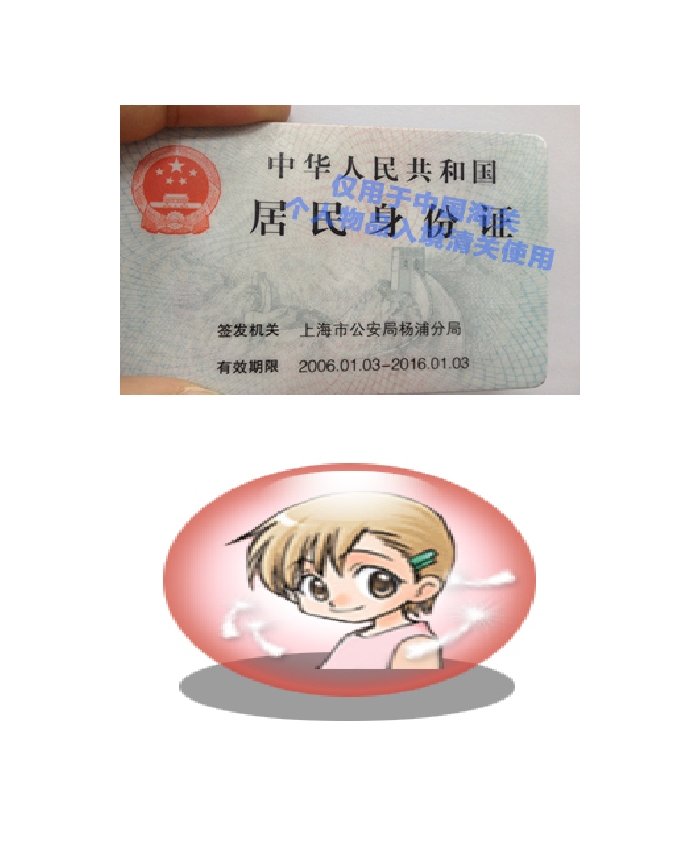 中华人民共和国
居民身份证
仅用于中国海关
个人物品入境清关使用
签发机关 上海市公安局杨浦分局
有效期限 2006.01.03-2016.01.03